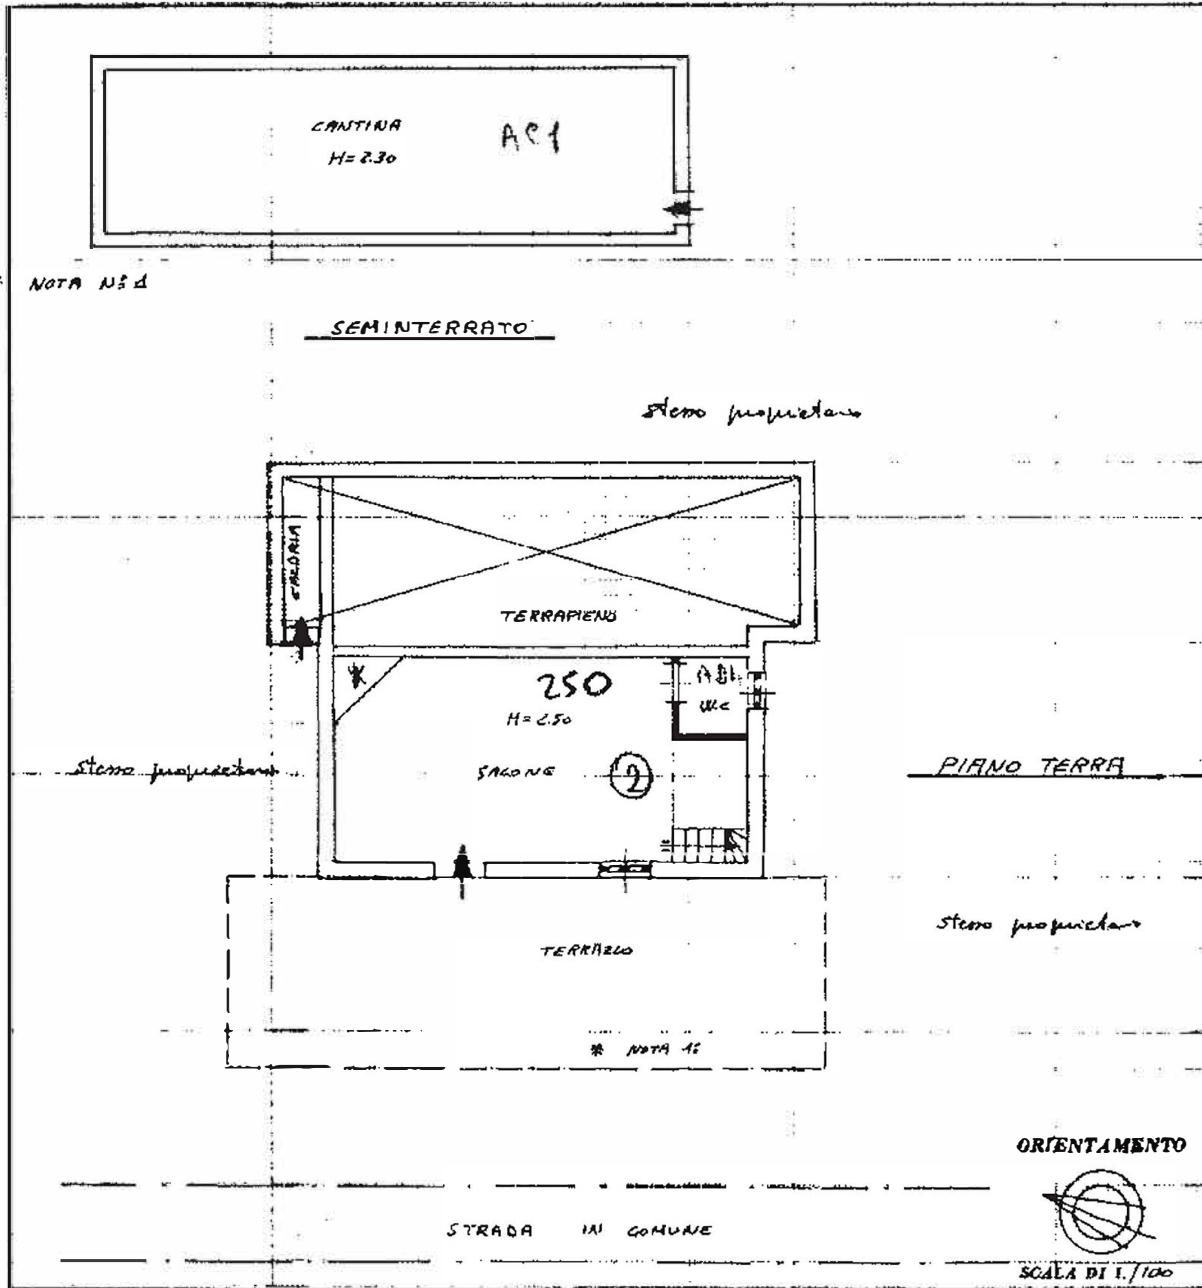 CANTINA
H=2.30
AC1
NOTA N° 1
SEMINTERRATO
stesso proprietario
CALDAIA
TERRAPIENO
250
H=2.50
WC
SALONE
2
stesso proprietario
PIANO TERRA
stesso proprietario
TERRAZZO
* NOTA 1°
ORIENTAMENTO
STRADA IN COMUNE
SCALA DI 1/100